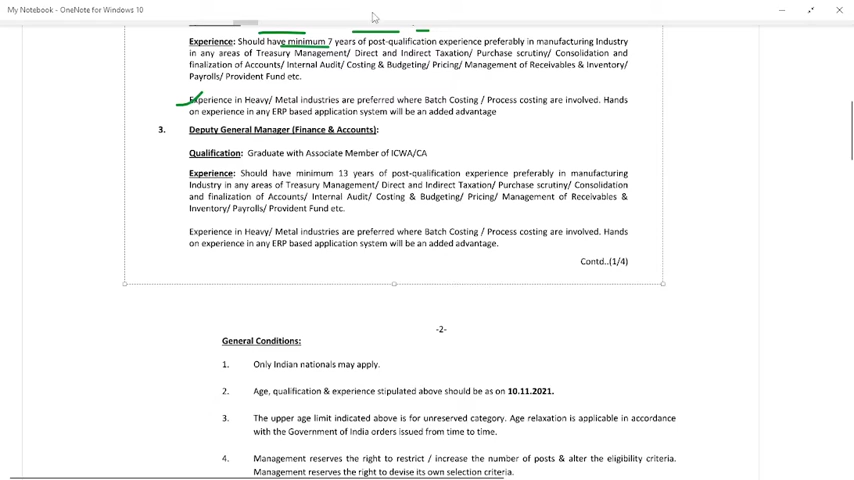 My Notebook - OneNote for Windows 10
Experience: Should have minimum 7 years of post-qualification experience preferably in manufacturing Industry
in any areas of Treasury Management/ Direct and Indirect Taxation/ Purchase scrutiny/ Consolidation and
finalization of Accounts/ Internal Audit/ Costing & Budgeting/ Pricing/ Management of Receivables & Inventory/
Payrolls/ Provident Fund etc.
Experience in Heavy/ Metal industries are preferred where Batch Costing / Process costing are involved. Hands
on experience in any ERP based application system will be an added advantage
3. Deputy General Manager (Finance & Accounts):
Qualification: Graduate with Associate Member of ICWA/CA
Experience: Should have minimum 13 years of post-qualification experience preferably in manufacturing
Industry in any areas of Treasury Management/ Direct and Indirect Taxation/ Purchase scrutiny/ Consolidation
and finalization of Accounts/ Internal Audit/ Costing & Budgeting/ Pricing/ Management of Receivables &
Inventory/ Payrolls/ Provident Fund etc.
Experience in Heavy/ Metal industries are preferred where Batch Costing / Process costing are involved. Hands
on experience in any ERP based application system will be an added advantage.
Contd..(1/4)
-2-
General Conditions:
1. Only Indian nationals may apply.
2. Age, qualification & experience stipulated above should be as on 10.11.2021.
3. The upper age limit indicated above is for unreserved category. Age relaxation is applicable in accordance
with the Government of India orders issued from time to time.
4. Management reserves the right to restrict / increase the number of posts & alter the eligibility criteria.
Management reserves the right to devise its own selection criteria.